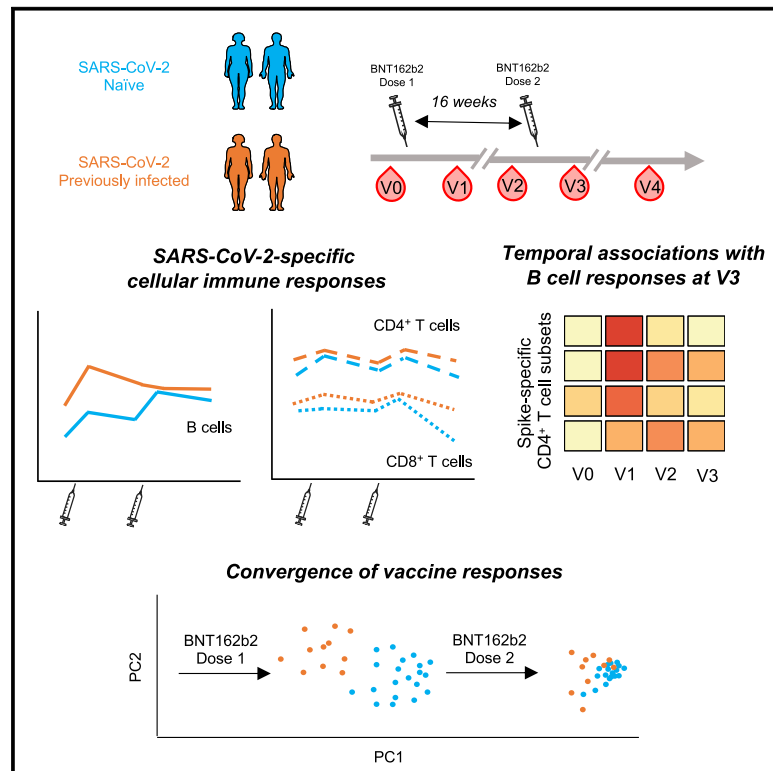 SARS-CoV-2
Naïve
SARS-CoV-2
Previously infected
BNT162b2
Dose 1
16 weeks
BNT162b2
Dose 2
V0
V1
V2
V3
V4
SARS-CoV-2-specific
cellular immune responses
B cells
CD4⁺ T cells
CD8⁺ T cells
Temporal associations with
B cell responses at V3
Spike-specific
CD4⁺ T cell subsets
V0 V1 V2 V3
Convergence of vaccine responses
PC2
BNT162b2
Dose 1
BNT162b2
Dose 2
PC1